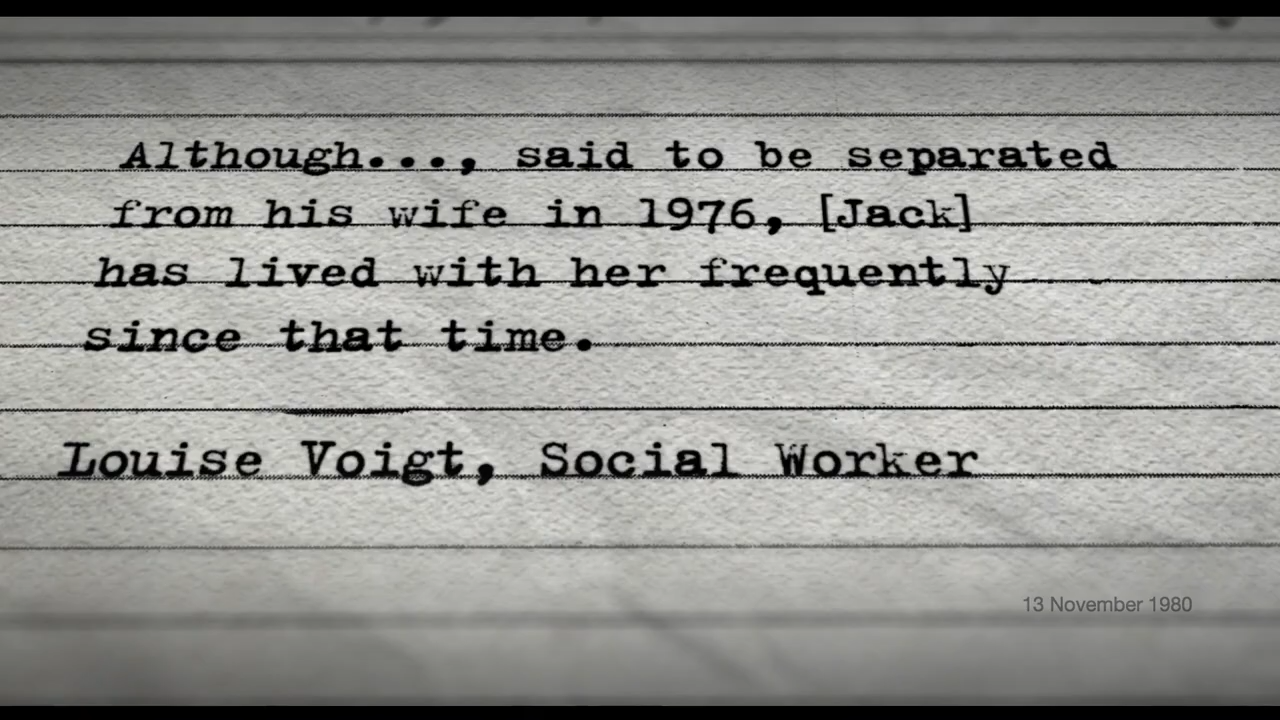 Although..., said to be separated
from his wife in 1976, [Jack]
has lived with her frequently
since that time.
Louise Voigt, Social Worker
13 November 1980